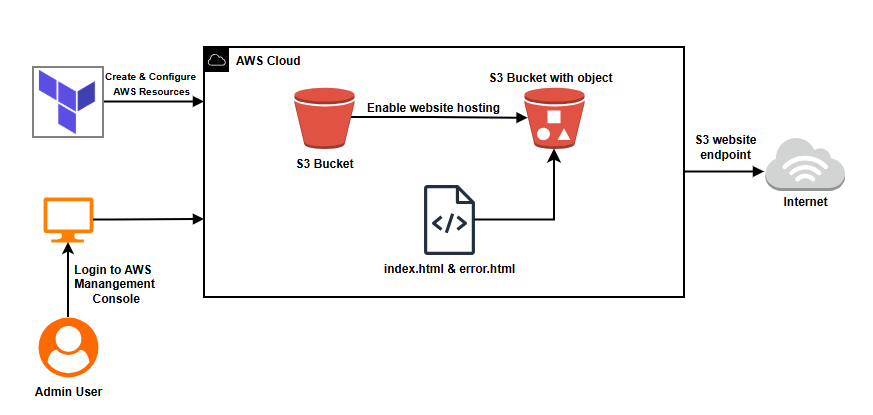 Create & Configure
AWS Resources
AWS Cloud
S3 Bucket with object
Enable website hosting
S3 Bucket
S3 website
endpoint
Internet
</>
index.html & error.html
Login to AWS
Manangement
Console
Admin User